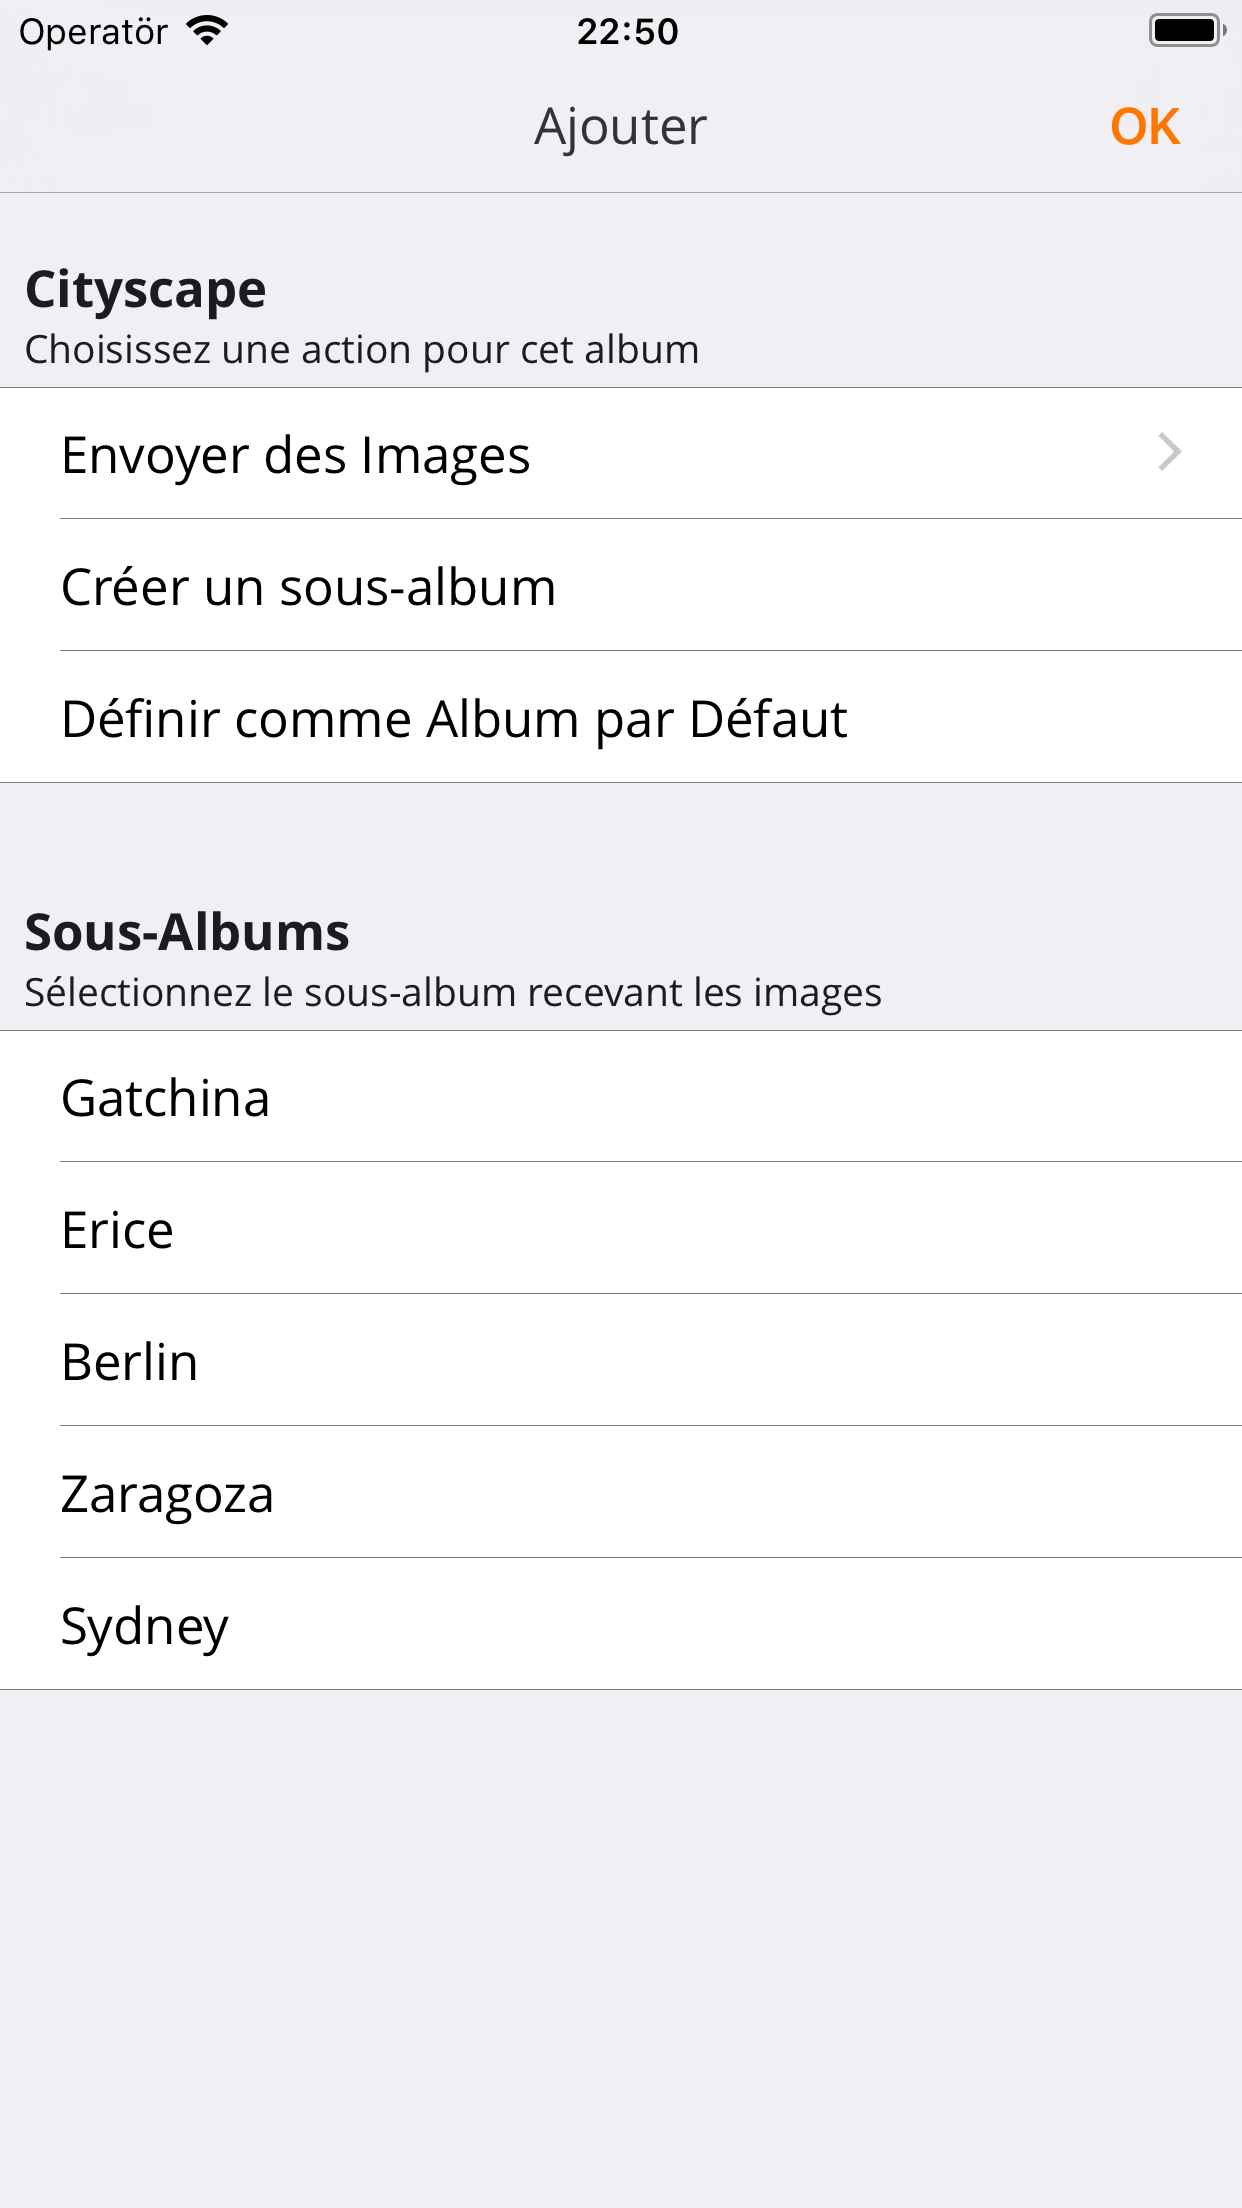 Operatör 22:50
Ajouter OK
Cityscape
Choisissez une action pour cet album
Envoyer des Images
Créer un sous-album
Définir comme Album par Défaut
Sous-Albums
Sélectionnez le sous-album recevant les images
Gatchina
Erice
Berlin
Zaragoza
Sydney